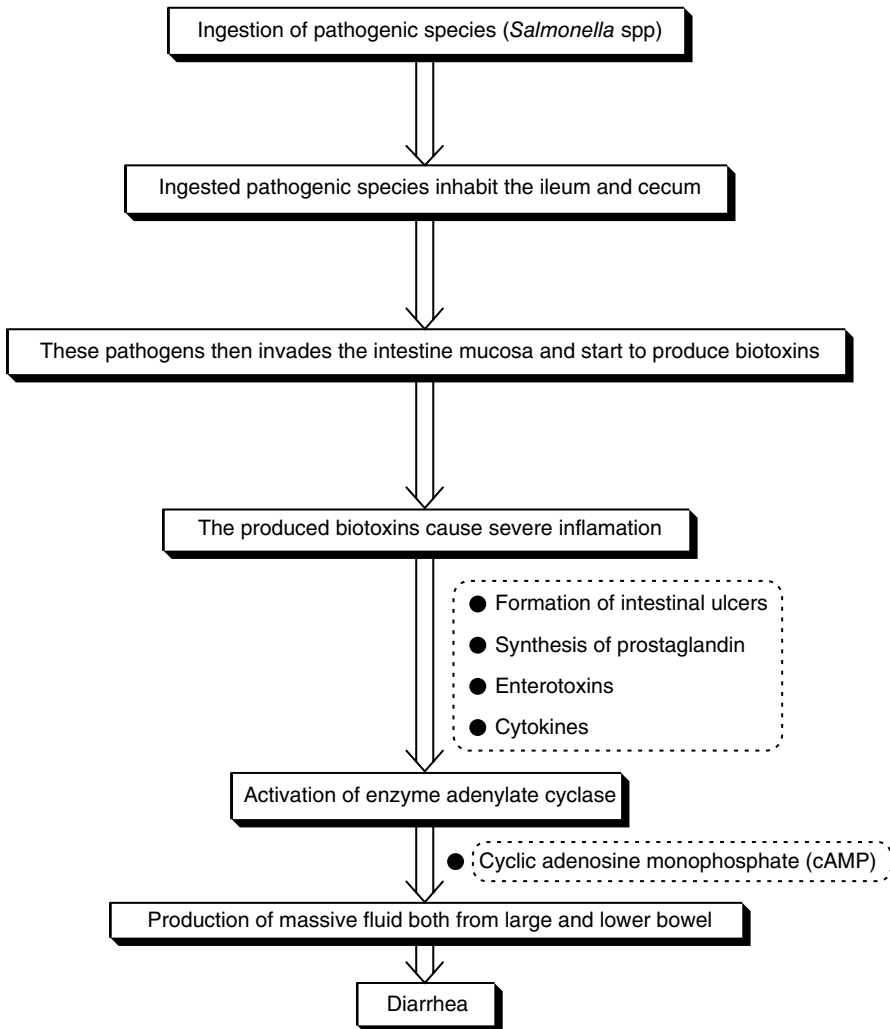 Ingestion of pathogenic species (Salmonella spp)
Ingested pathogenic species inhabit the ileum and cecum
These pathogens then invades the intestine mucosa and start to produce biotoxins
The produced biotoxins cause severe inflamation
● Formation of intestinal ulcers
● Synthesis of prostaglandin
● Enterotoxins
● Cytokines
Activation of enzyme adenylate cyclase
● Cyclic adenosine monophosphate (cAMP)
Production of massive fluid both from large and lower bowel
Diarrhea